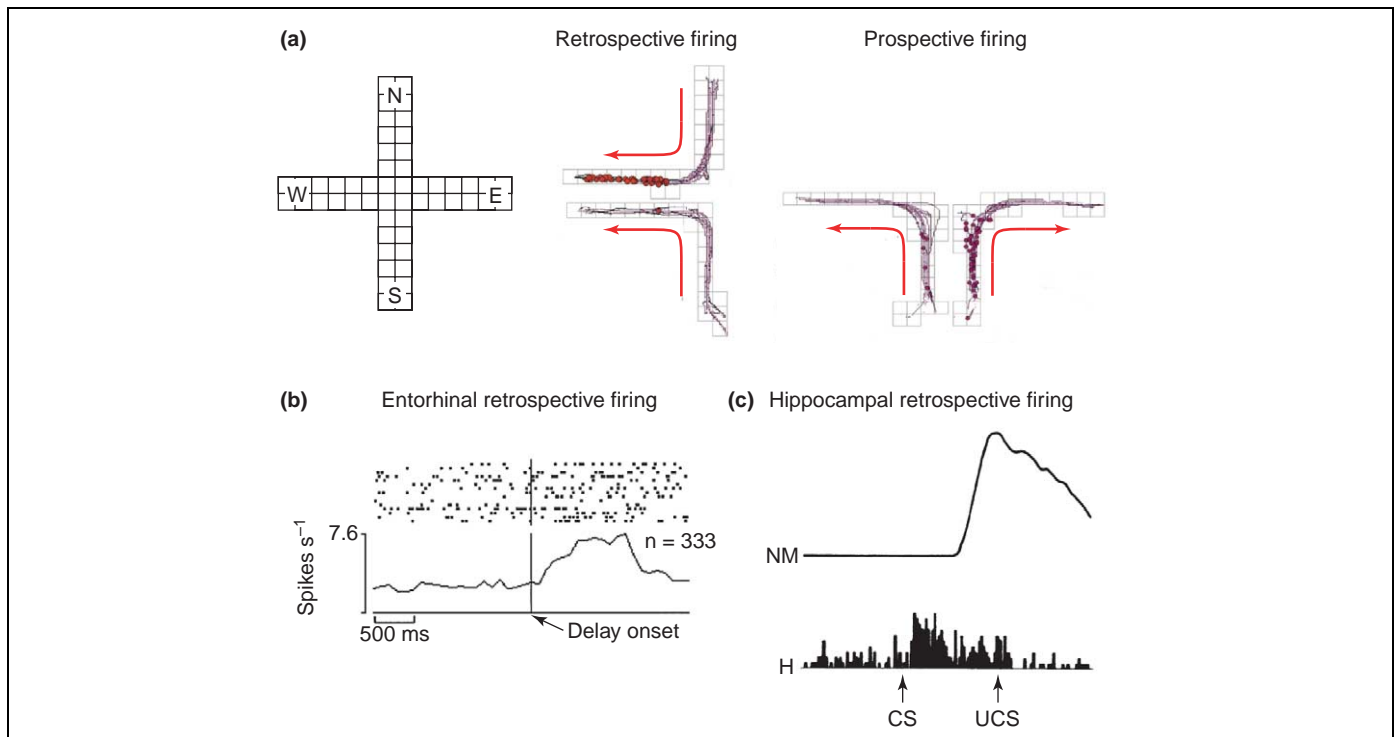 (a)
Retrospective firing
Prospective firing
N
W
E
S
(b) Entorhinal retrospective firing
7.6
Spikes s⁻¹
n = 333
500 ms
Delay onset
(c) Hippocampal retrospective firing
NM
H
CS
UCS